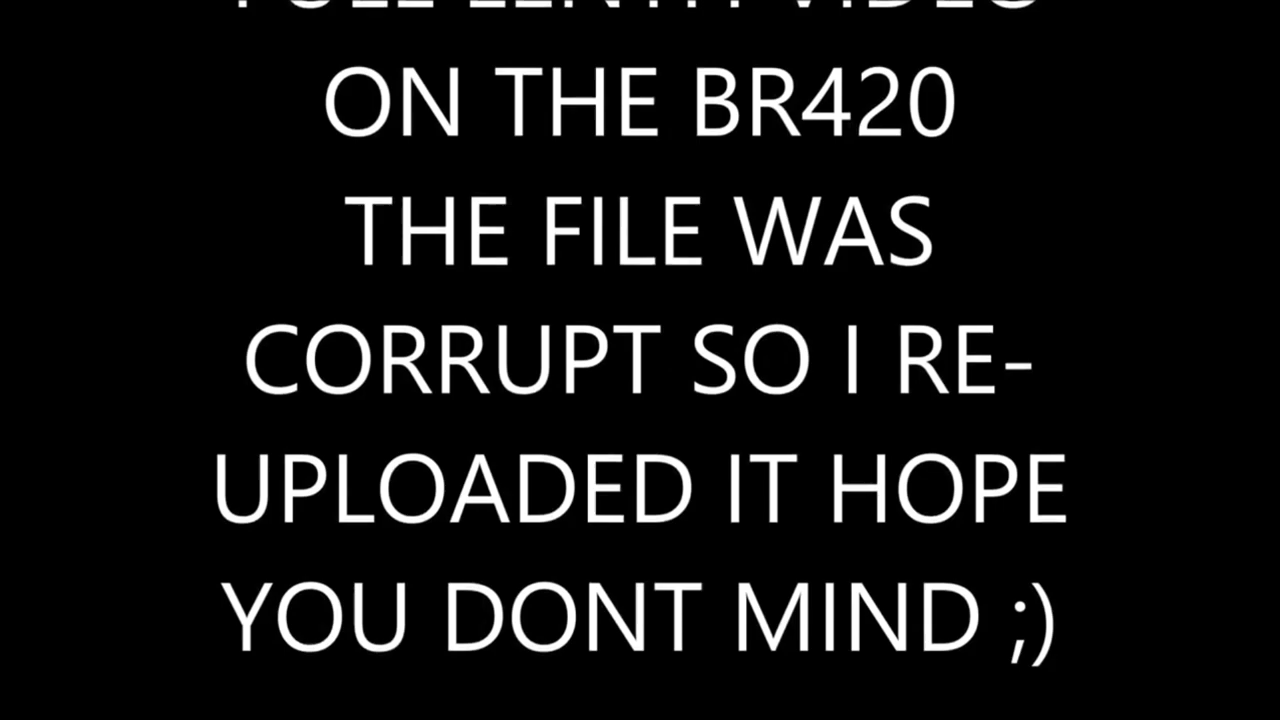 ON THE BR420
THE FILE WAS
CORRUPT SO I RE-
UPLOADED IT HOPE
YOU DONT MIND ;)